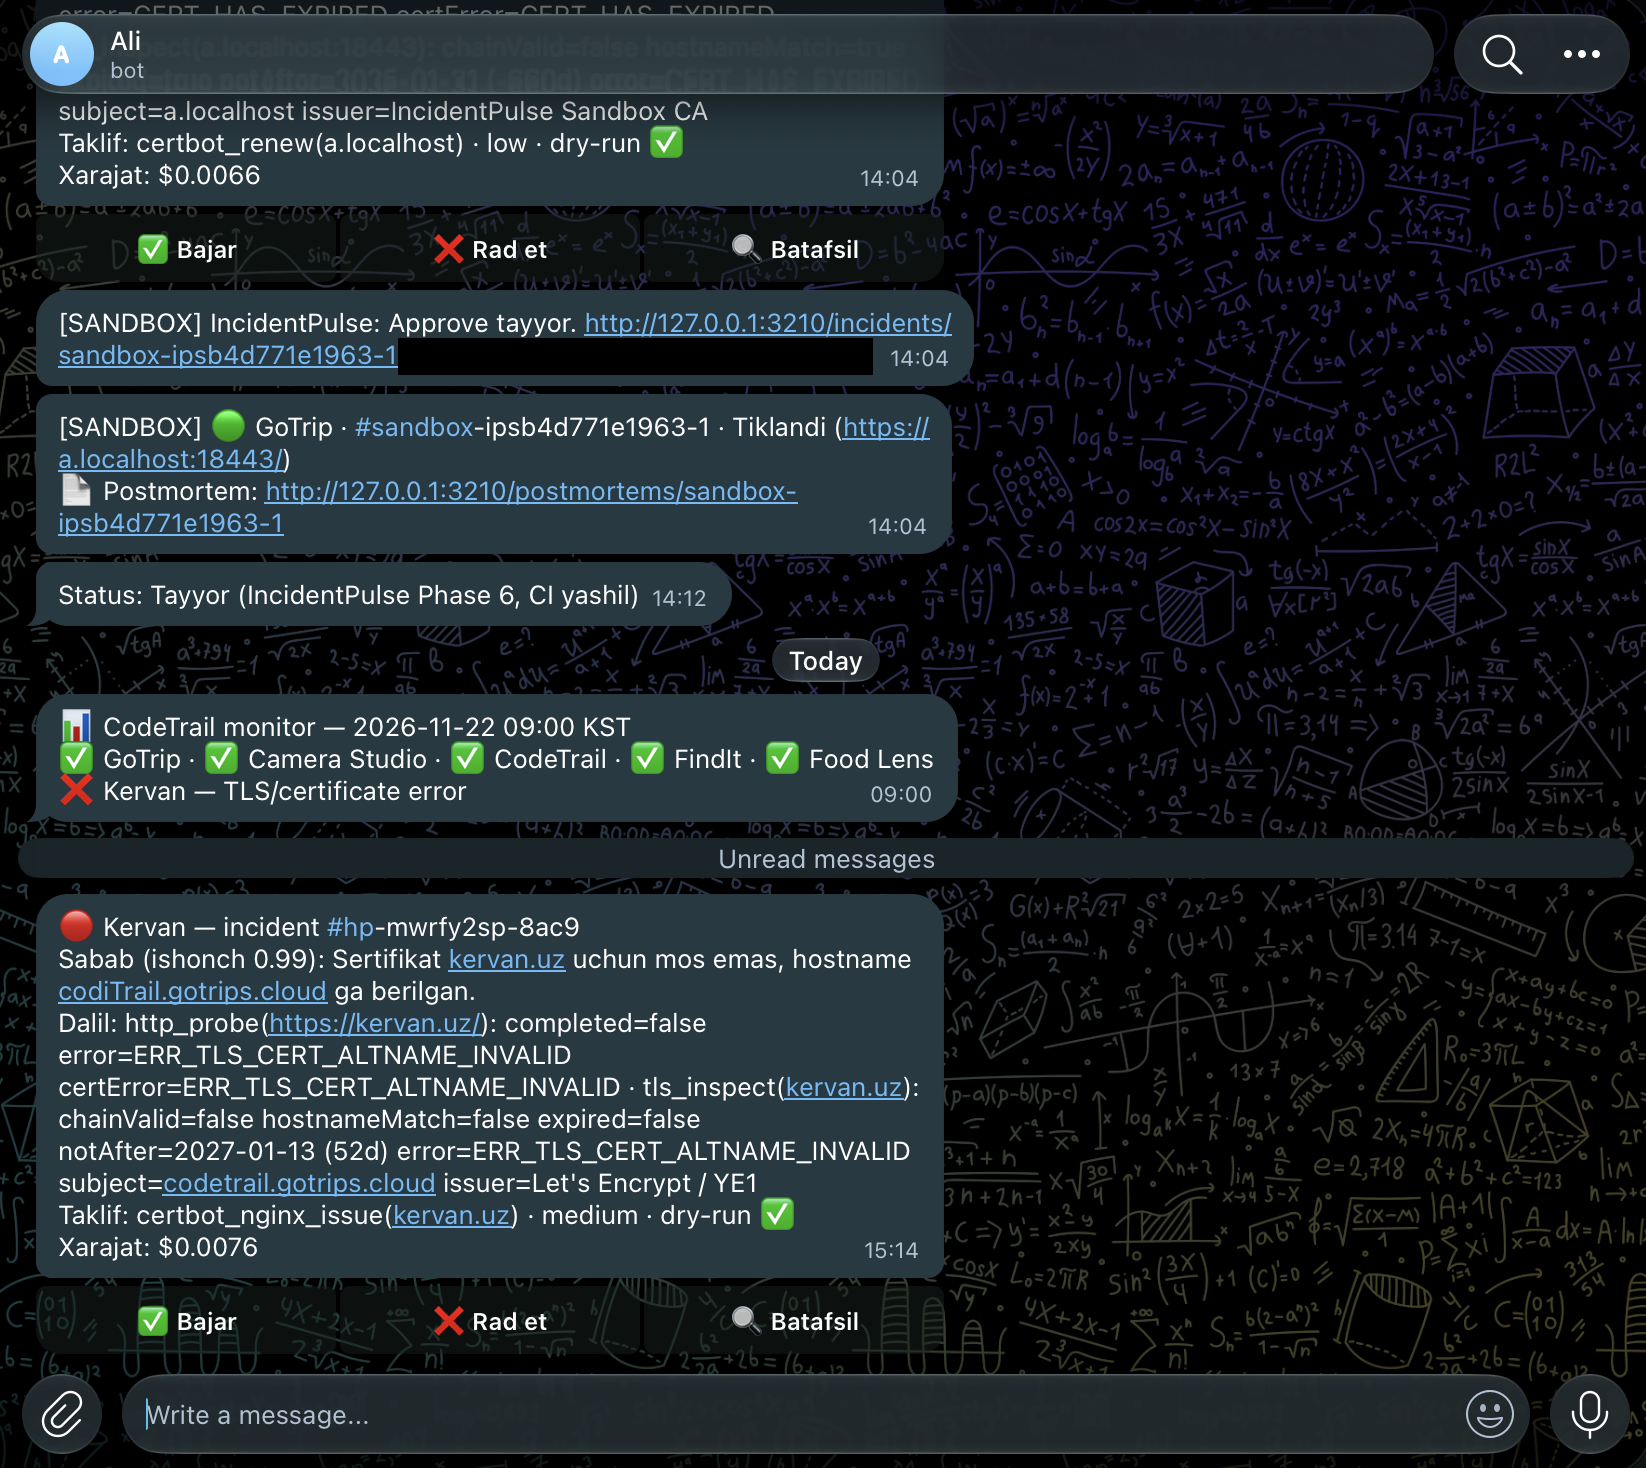 error=CERT_HAS_EXPIRED certError=CERT_HAS_EXPIRED
A
Ali
bot
subject=a.localhost issuer=IncidentPulse Sandbox CA
Taklif: certbot_renew(a.localhost) · low · dry-run ✅
Xarajat: $0.0066
14:04
✅ Bajar
❌ Rad et
🔍 Batafsil
[SANDBOX] IncidentPulse: Approve tayyor. http://127.0.0.1:3210/incidents/
sandbox-ipsb4d771e1963-1
14:04
[SANDBOX] 🟢 GoTrip · #sandbox-ipsb4d771e1963-1 · Tiklandi (https://
a.localhost:18443/)
📄 Postmortem: http://127.0.0.1:3210/postmortems/sandbox-
ipsb4d771e1963-1
14:04
Status: Tayyor (IncidentPulse Phase 6, CI yashil) 14:12
Today
📊 CodeTrail monitor — 2026-11-22 09:00 KST
✅ GoTrip · ✅ Camera Studio · ✅ CodeTrail · ✅ FindIt · ✅ Food Lens
❌ Kervan — TLS/certificate error
09:00
Unread messages
🔴 Kervan — incident #hp-mwrfy2sp-8ac9
Sabab (ishonch 0.99): Sertifikat kervan.uz uchun mos emas, hostname
codiTrail.gotrips.cloud ga berilgan.
Dalil: http_probe(https://kervan.uz/): completed=false
error=ERR_TLS_CERT_ALTNAME_INVALID
certError=ERR_TLS_CERT_ALTNAME_INVALID · tls_inspect(kervan.uz):
chainValid=false hostnameMatch=false expired=false
notAfter=2027-01-13 (52d) error=ERR_TLS_CERT_ALTNAME_INVALID
subject=codetrail.gotrips.cloud issuer=Let's Encrypt / YE1
Taklif: certbot_nginx_issue(kervan.uz) · medium · dry-run ✅
Xarajat: $0.0076
15:14
✅ Bajar
❌ Rad et
🔍 Batafsil
Write a message...